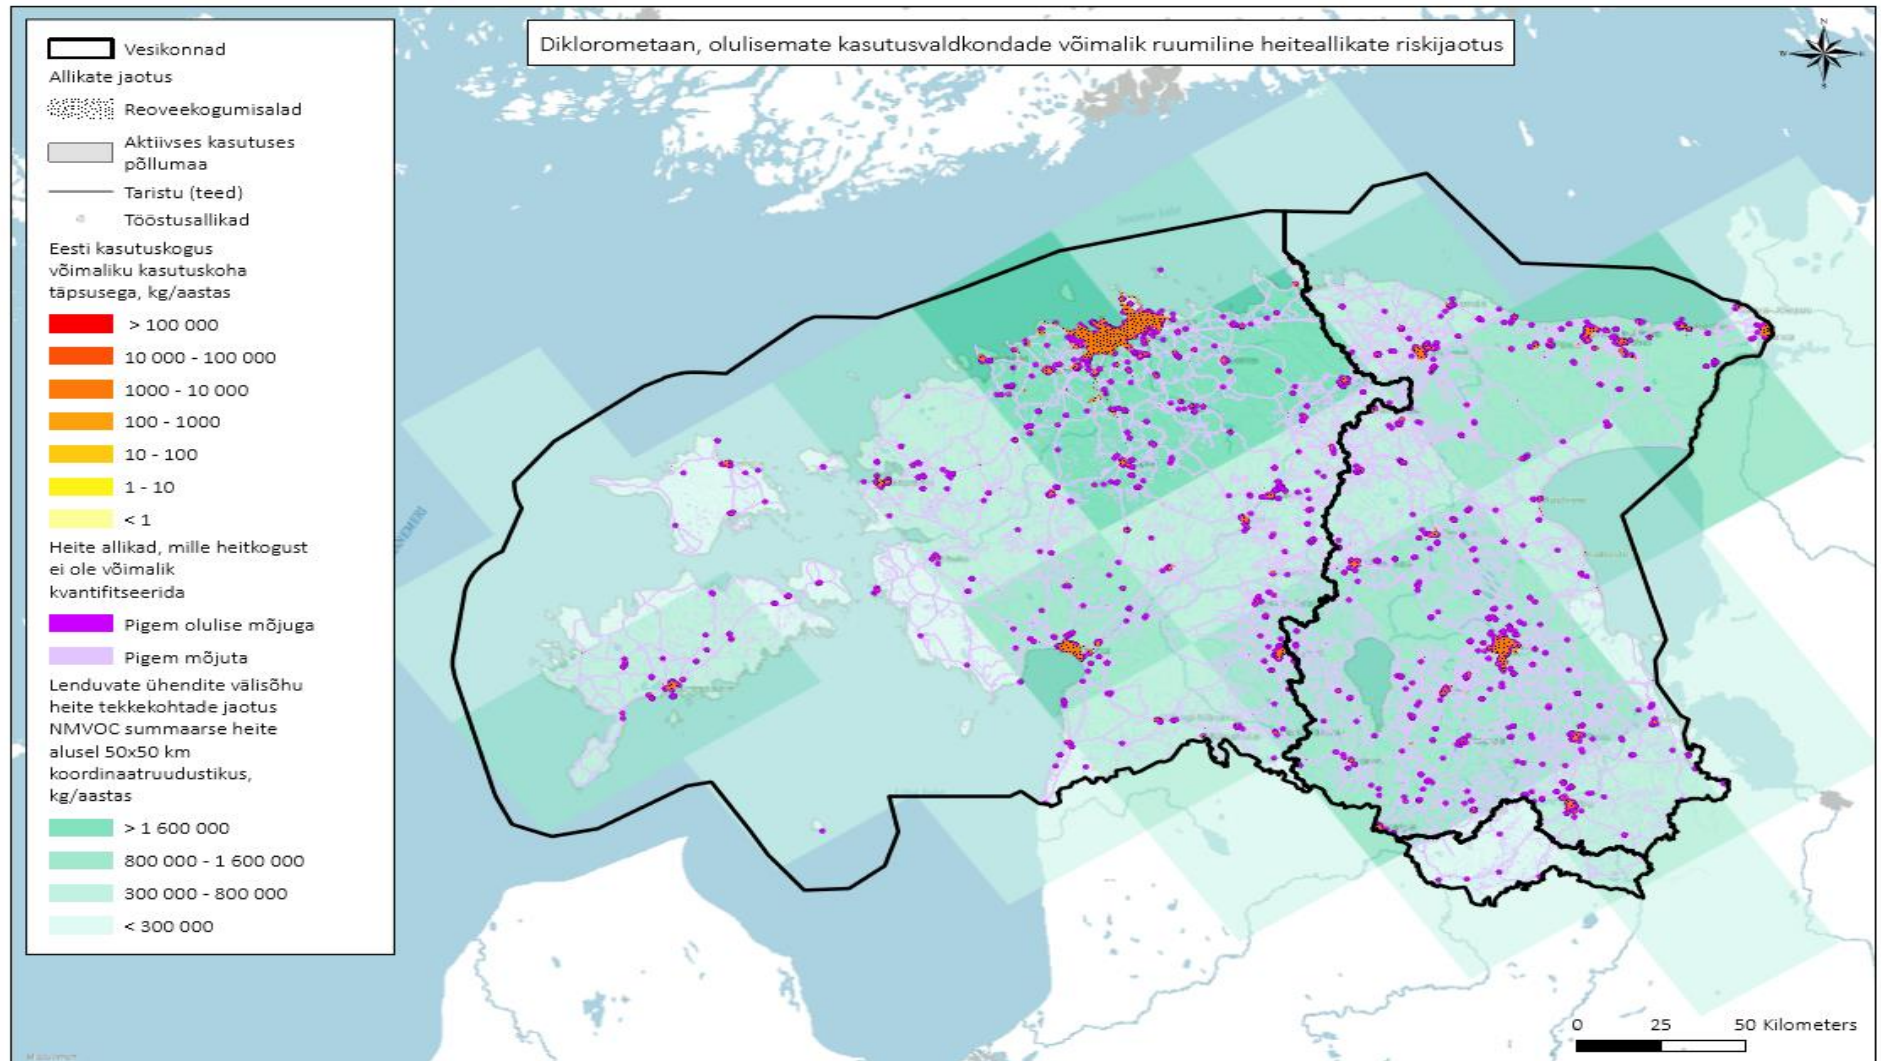 Diklorometaan, olulisemate kasutusvaldkondade võimalik ruumiline heiteallikate riskijaotus
N
Vesikonnad
Allikate jaotus
Reoveekogumisalad
Aktiivses kasutuses
põllumaa
Taristu (teed)
Tööstusallikad
Eesti kasutuskogus
võimaliku kasutuskoha
täpsusega, kg/aastas
> 100 000
10 000 - 100 000
1000 - 10 000
100 - 1000
10 - 100
1 - 10
< 1
Heite allikad, mille heitkogust
ei ole võimalik
kvantifitseerida
Pigem olulise mõjuga
Pigem mõjuta
Lenduvate ühendite välisõhu
heite tekkekohtade jaotus
NMVOC summaarse heite
alusel 50x50 km
koordinaatruudustikus,
kg/aastas
> 1 600 000
800 000 - 1 600 000
300 000 - 800 000
< 300 000
0 25 50 Kilometers